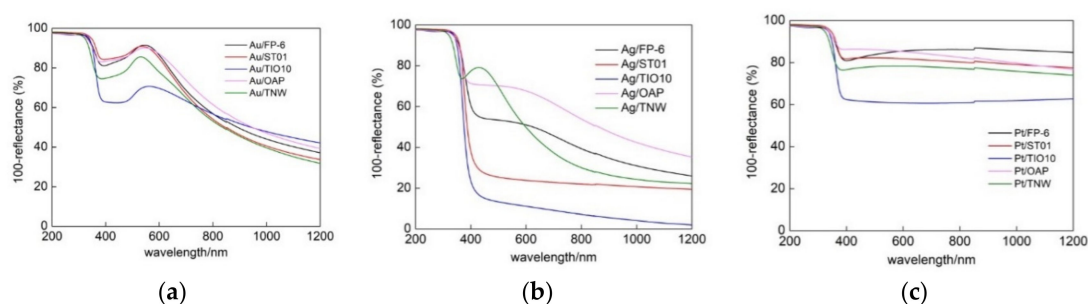 100-reflectance (%)
100
80
60
40
20
0
200
400
600
800
1000
1200
wavelength/nm
Au/FP-6
Au/ST01
Au/TIO10
Au/OAP
Au/TNW
(a)
100-reflectance (%)
100
80
60
40
20
0
200
400
600
800
1000
1200
wavelength/nm
Ag/FP-6
Ag/ST01
Ag/TIO10
Ag/OAP
Ag/TNW
(b)
100-reflectance (%)
100
80
60
40
20
0
200
400
600
800
1000
1200
wavelength/nm
Pt/FP-6
Pt/ST01
Pt/TIO10
Pt/OAP
Pt/TNW
(c)